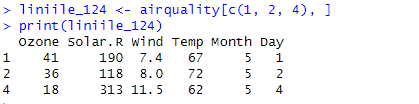 > liniile_124 <- airquality[c(1, 2, 4), ]
> print(liniile_124)
  Ozone Solar.R Wind Temp Month Day
1    41     190  7.4   67     5   1
2    36     118  8.0   72     5   2
4    18     313 11.5   62     5   4